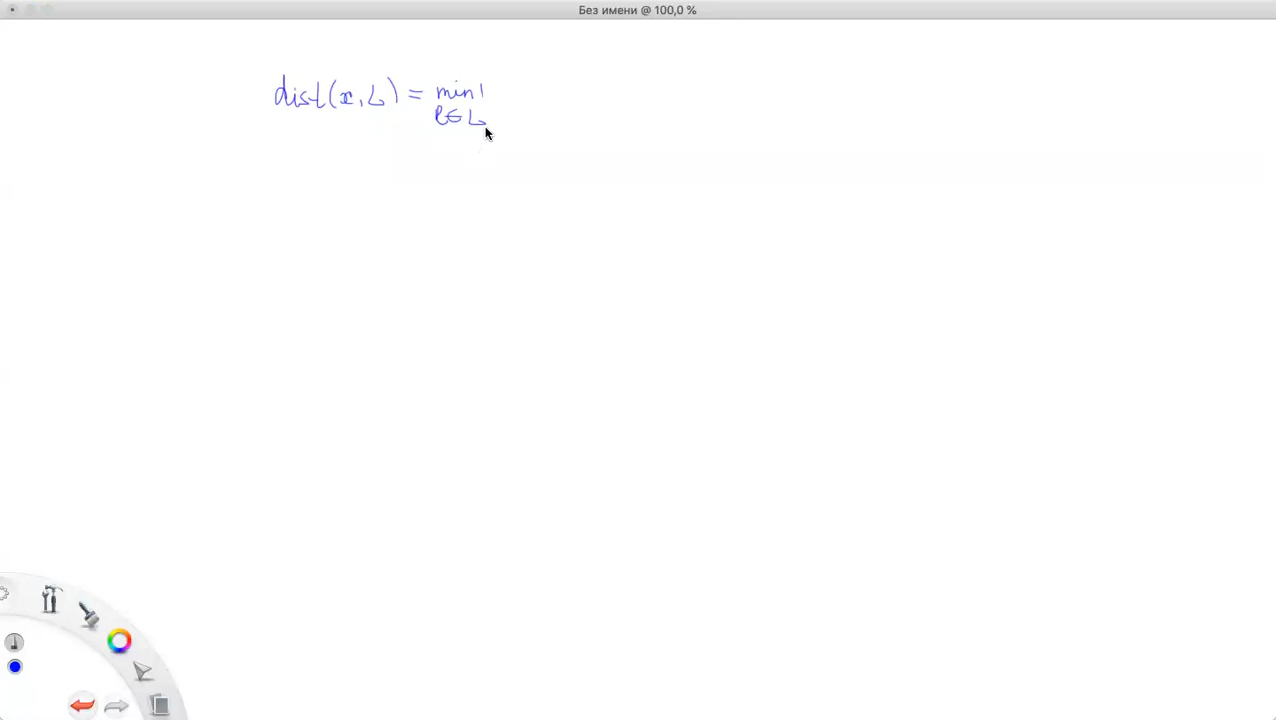 Без имени @ 100,0 %
dist(x, L) = min |
ℓ ∈ L